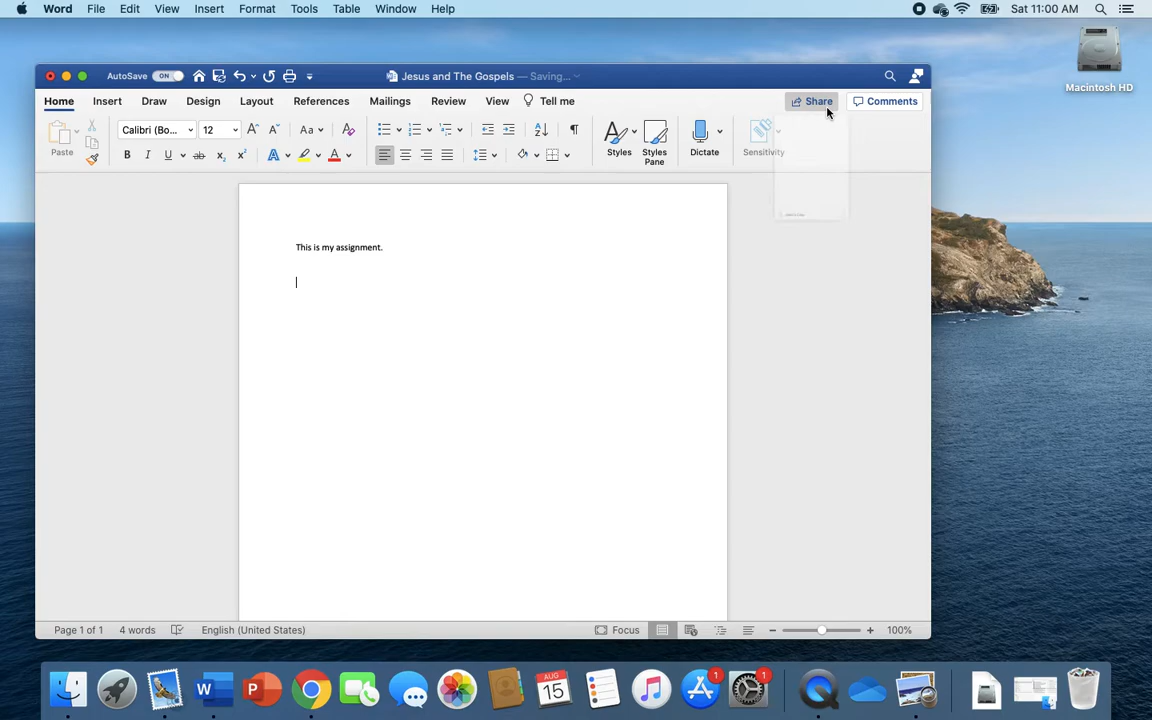 Word File Edit View Insert Format Tools Table Window Help Sat 11:00 AM
Macintosh HD
AutoSave ON Jesus and The Gospels — Saving...
Home Insert Draw Design Layout References Mailings Review View Tell me Share Comments
Paste Calibri (Bo... 12 Aa Styles Styles Pane Dictate Sensitivity
This is my assignment.
Page 1 of 1 4 words English (United States) Focus 100%
AUG 15 1 1